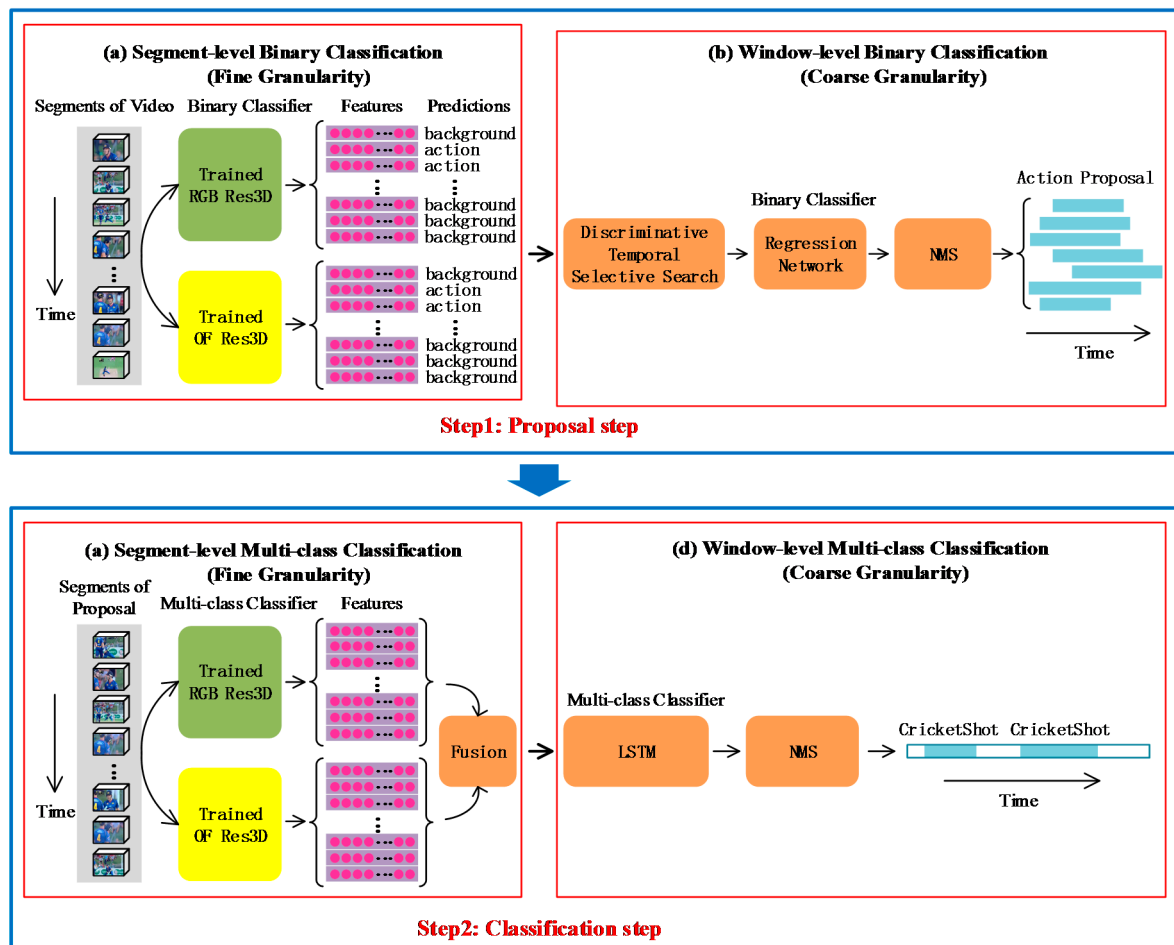 (a) Segment-level Binary Classification
(Fine Granularity)
Segments of Video
Binary Classifier
Features
Predictions
Time
Trained
RGB Res3D
Trained
OF Res3D
background
action
action
background
background
background
background
action
action
background
background
background
(b) Window-level Binary Classification
(Coarse Granularity)
Discriminative
Temporal
Selective Search
Binary Classifier
Regression
Network
NMS
Action Proposal
Time
Step1: Proposal step
(a) Segment-level Multi-class Classification
(Fine Granularity)
Segments of
Proposal
Multi-class Classifier
Features
Time
Trained
RGB Res3D
Trained
OF Res3D
Fusion
(d) Window-level Multi-class Classification
(Coarse Granularity)
Multi-class Classifier
LSTM
NMS
CricketShot CricketShot
Time
Step2: Classification step